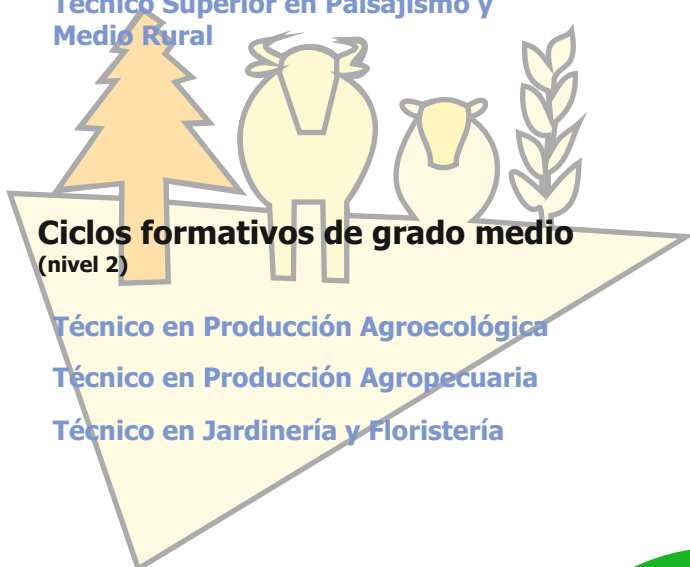 Técnico Superior en Paisajismo y
Medio Rural
Ciclos formativos de grado medio
(nivel 2)
Técnico en Producción Agroecológica
Técnico en Producción Agropecuaria
Técnico en Jardinería y Floristería